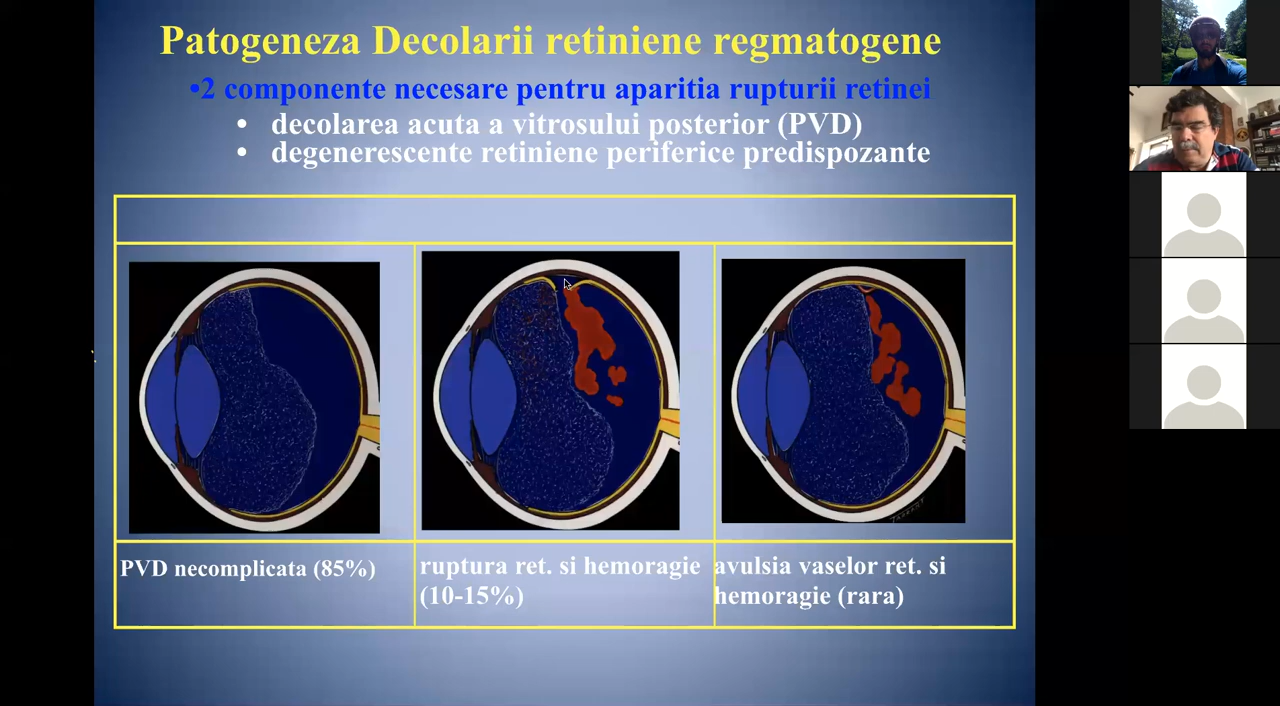 Patogeneza Decolarii retiniene regmatogene
•2 componente necesare pentru aparitia rupturii retinei
• decolarea acuta a vitrosului posterior (PVD)
• degenerescente retiniene periferice predispozante
PVD necomplicata (85%)
ruptura ret. si hemoragie
(10-15%)
avulsia vaselor ret. si
hemoragie (rara)